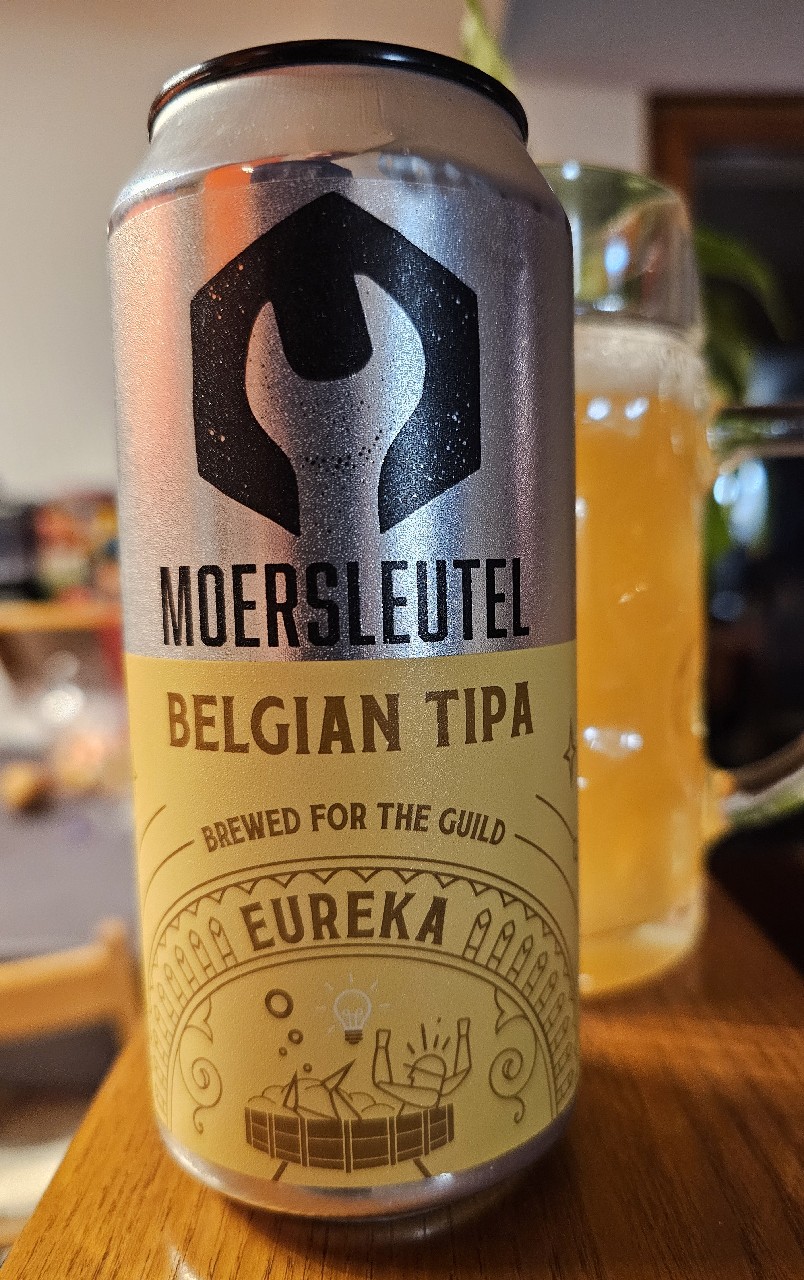 MOERSLEUTEL
BELGIAN TIPA
BREWED FOR THE GUILD
EUREKA